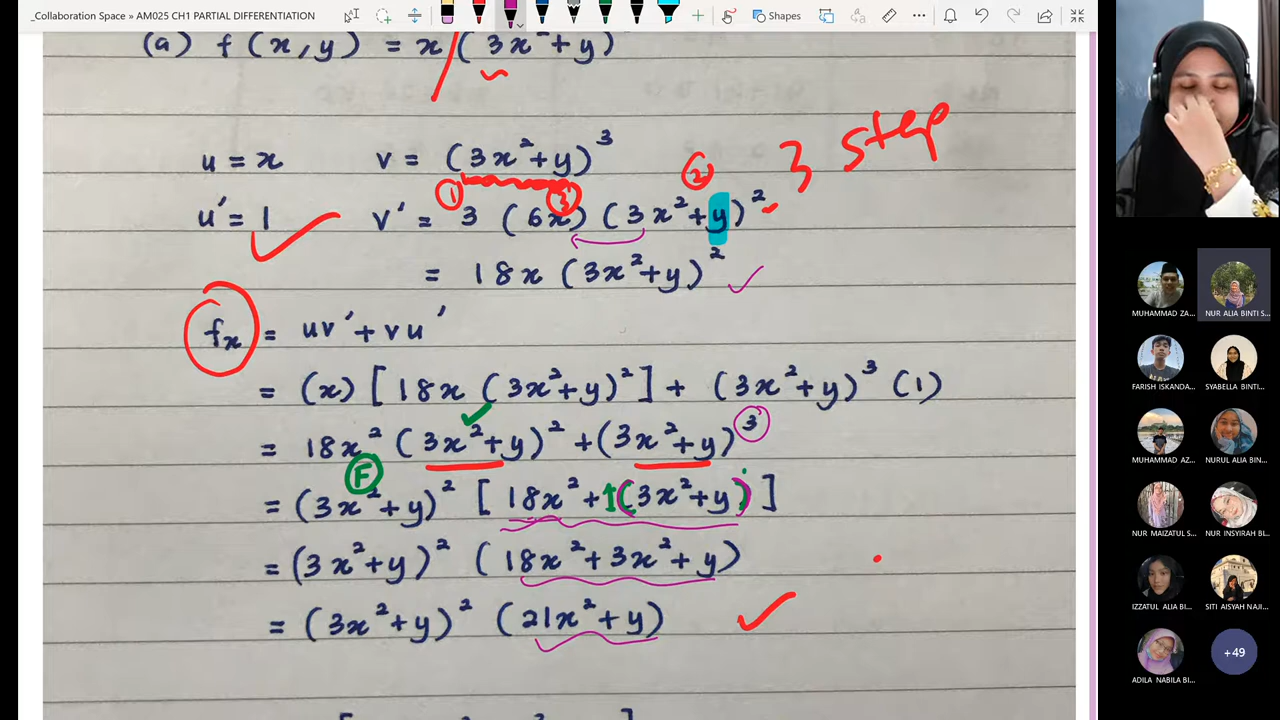 _Collaboration Space » AM025 CH1 PARTIAL DIFFERENTIATION
Shapes
(a) f(x,y) = x(3x²+y)
u = x v = (3x²+y)³
3 step
① ③ ②
u' = 1 v' = 3 (6x) (3x²+y)²
= 18x (3x²+y)²
fx = uv' + vu'
= (x) [18x (3x²+y)²] + (3x²+y)³ (1)
= 18x² (3x²+y)² + (3x²+y)³
F
= (3x²+y)² [18x² + 1(3x²+y)]
= (3x²+y)² (18x² + 3x² + y)
= (3x²+y)² (21x² + y)
MUHAMMAD ZA...
NUR ALIA BINTI S...
FARISH ISKANDA...
SYABELLA BINTI...
MUHAMMAD AZ...
NURUL ALIA BIN...
NUR MAIZATUL S...
NUR INSYIRAH BI...
IZZATUL ALIA BI...
SITI AISYAH NAJI...
ADILA NABILA BI...
+49